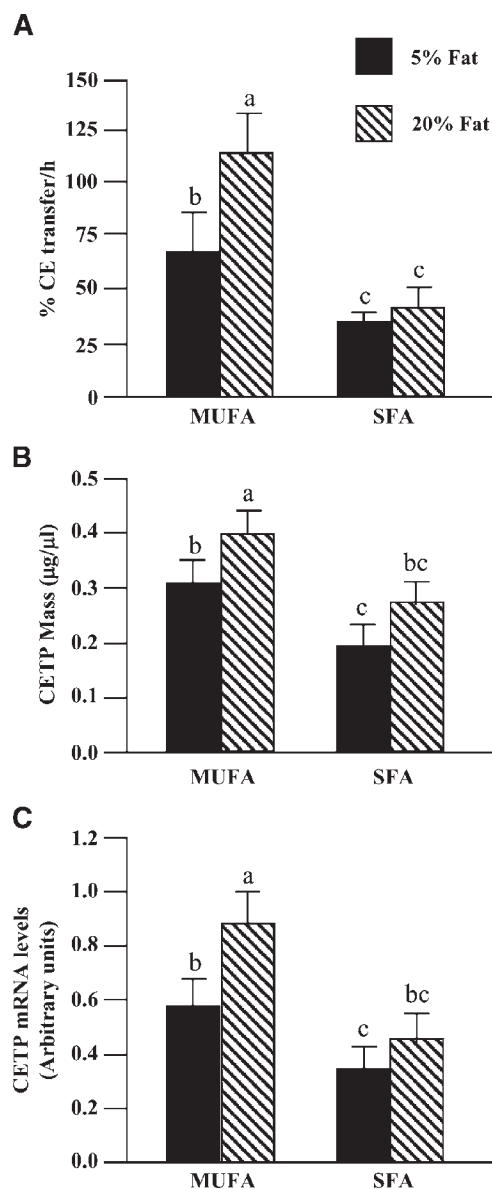 A
5% Fat
20% Fat
% CE transfer/h
150
125
100
75
50
25
0
b
a
c
c
MUFA
SFA
B
CETP Mass (μg/μl)
0.5
0.4
0.3
0.2
0.1
0.0
b
a
c
bc
MUFA
SFA
C
CETP mRNA levels
(Arbitrary units)
1.2
1.0
0.8
0.6
0.4
0.2
0.0
b
a
c
bc
MUFA
SFA